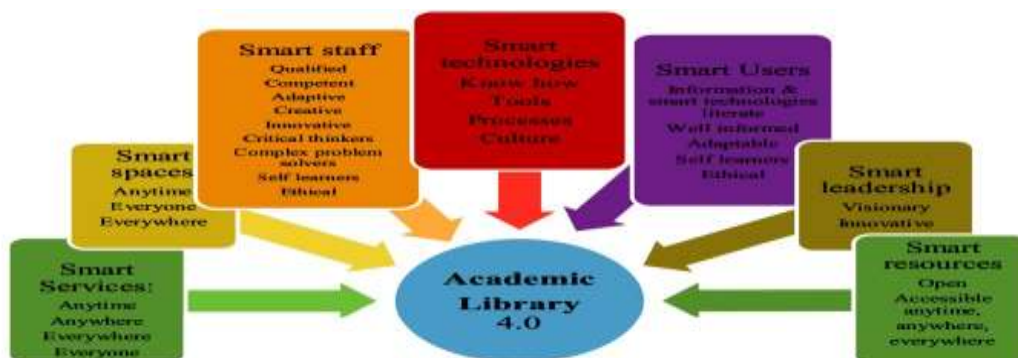 Smart
Services:
Anytime
Anywhere
Everywhere
Everyone
Smart
spaces
Anytime
Everyone
Everywhere
Smart staff
Qualified
Competent
Adaptive
Creative
Innovative
Critical thinkers
Complex problem
solvers
Self learners
Ethical
Smart
technologies
Know how
Tools
Processes
Culture
Smart Users
Information &
smart technologies
literate
Well informed
Adaptable
Self learners
Ethical
Smart
leadership
Visionary
Innovative
Smart
resources
Open
Accessible
anytime,
anywhere,
everywhere
Academic
Library
4.0